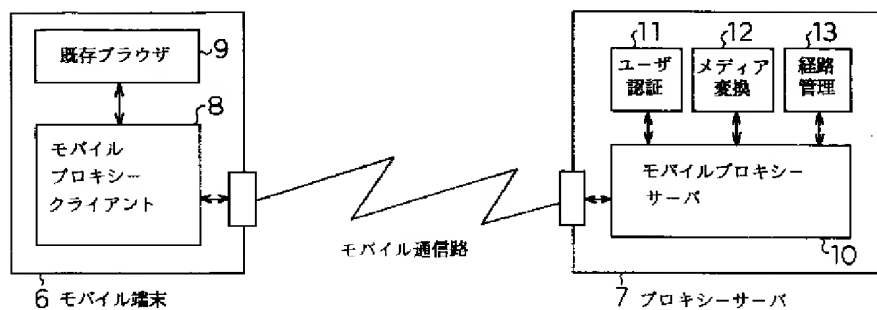 既存ブラウザ
9
8
モバイル
プロキシー
クライアント
6 モバイル端末
モバイル通信路
11
12
13
ユーザ
認証
メディア
変換
経路
管理
モバイルプロキシー
サーバ
10
7 プロキシーサーバ